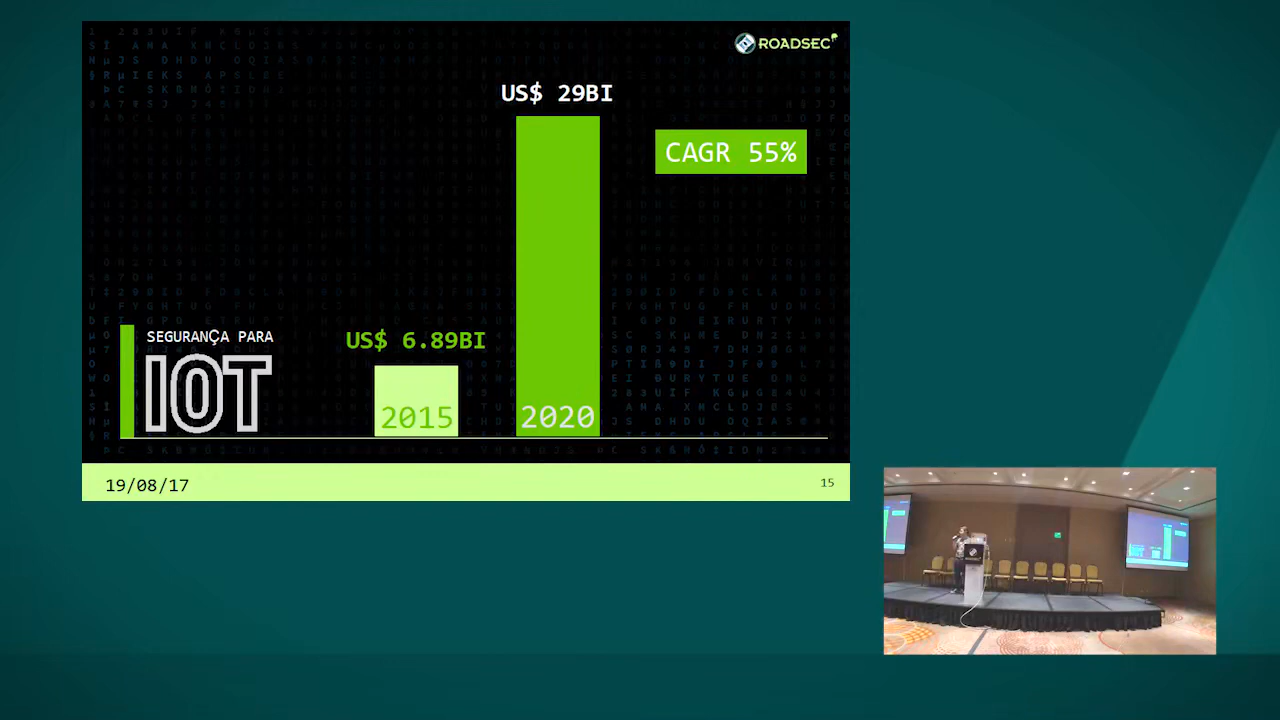 ROADSEC
US$ 29BI
CAGR 55%
SEGURANÇA PARA
IOT
US$ 6.89BI
2015
2020
19/08/17
15